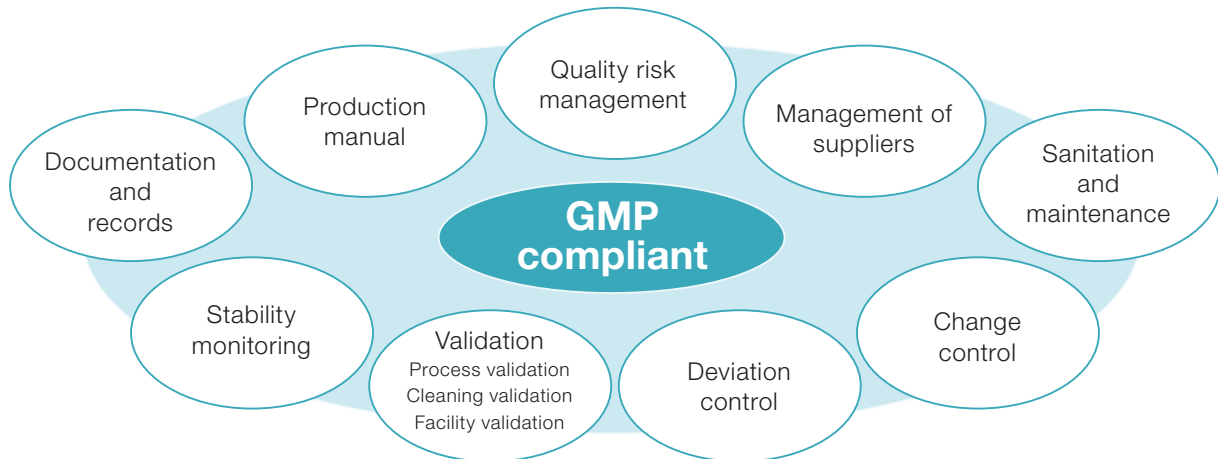 Quality risk
management
Production
manual
Management of
suppliers
Documentation
and
records
Sanitation
and
maintenance
GMP
compliant
Stability
monitoring
Validation
Process validation
Cleaning validation
Facility validation
Deviation
control
Change
control